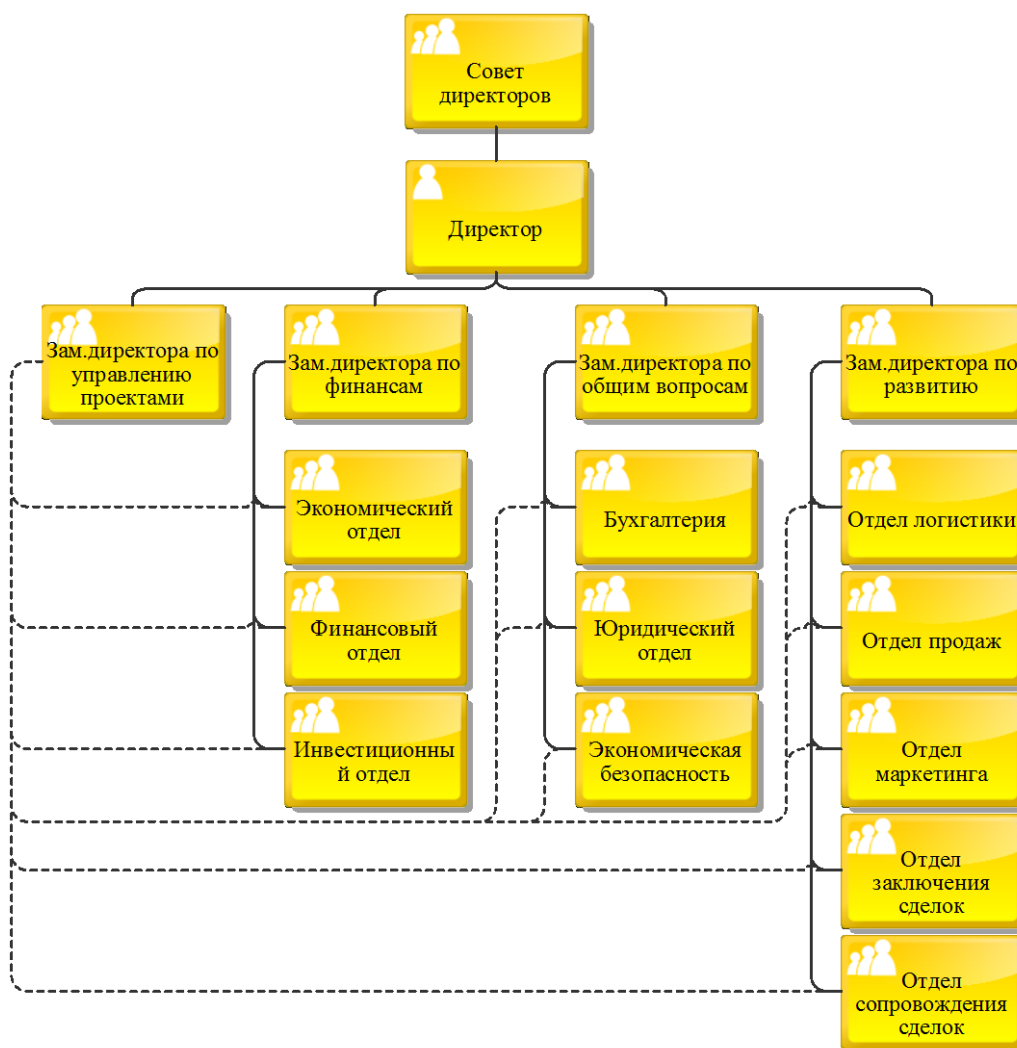 Совет
директоров
Директор
Зам.директора по
управлению
проектами
Зам.директора по
финансам
Зам.директора по
общим вопросам
Зам.директора по
развитию
Экономический
отдел
Бухгалтерия
Отдел логистики
Финансовый
отдел
Юридический
отдел
Отдел продаж
Инвестиционны
й отдел
Экономическая
безопасность
Отдел
маркетинга
Отдел
заключения
сделок
Отдел
сопровождения
сделок